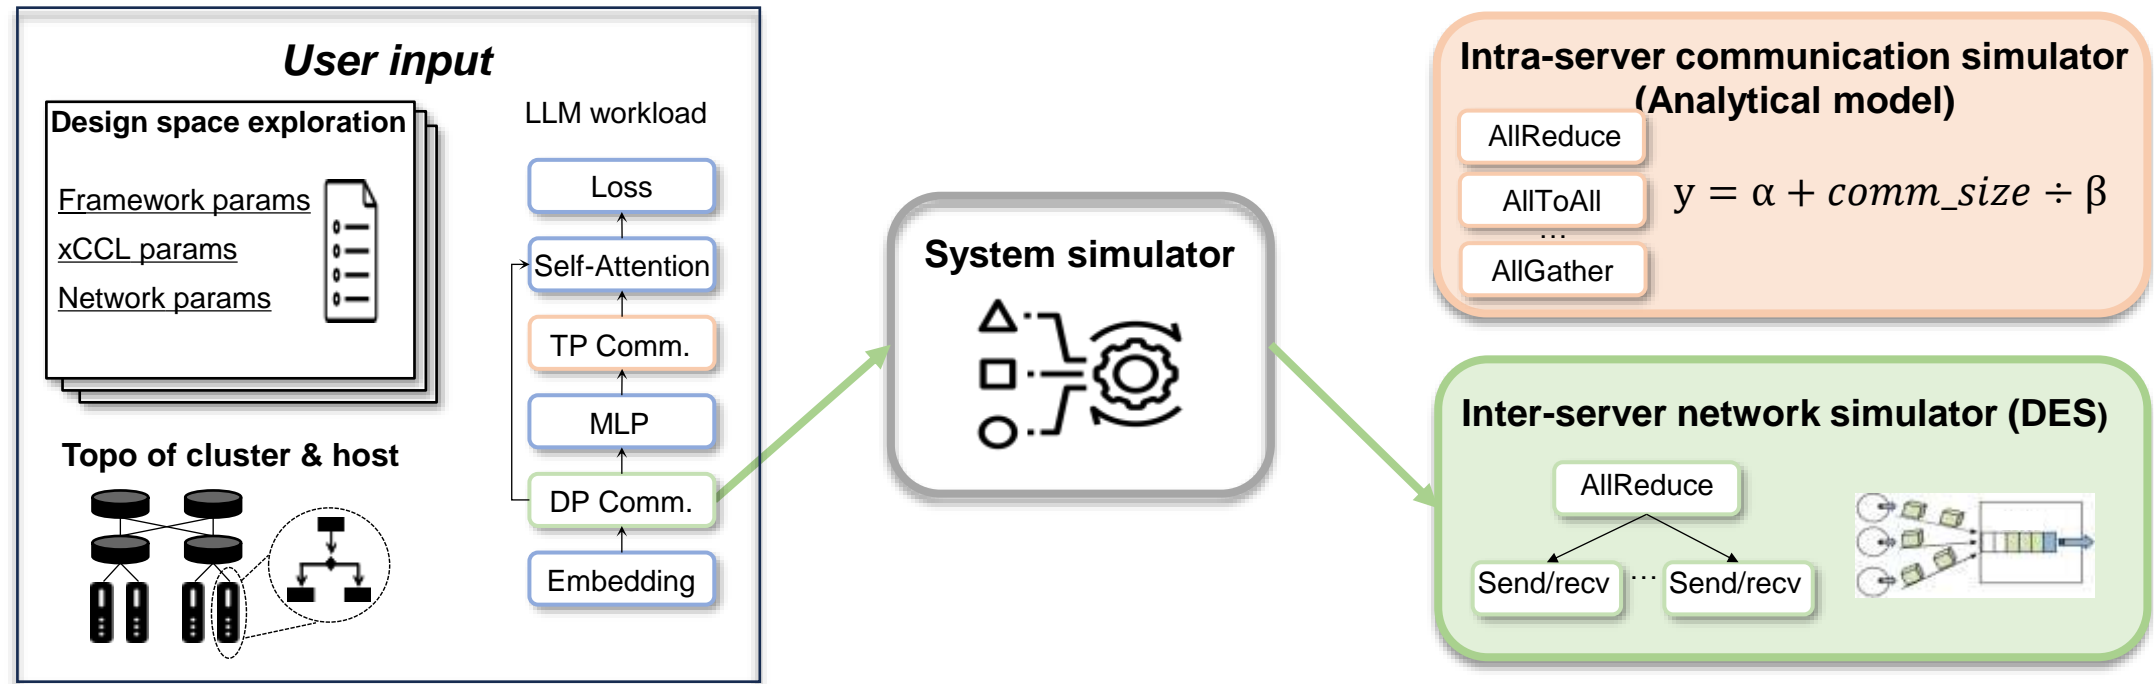 User input
Design space exploration
Framework params
xCCL params
Network params
Topo of cluster & host
LLM workload
Loss
Self-Attention
TP Comm.
MLP
DP Comm.
Embedding
System simulator
Intra-server communication simulator
(Analytical model)
AllReduce
AllToAll
...
AllGather
y = α + comm_size ÷ β
Inter-server network simulator (DES)
AllReduce
Send/recv ... Send/recv